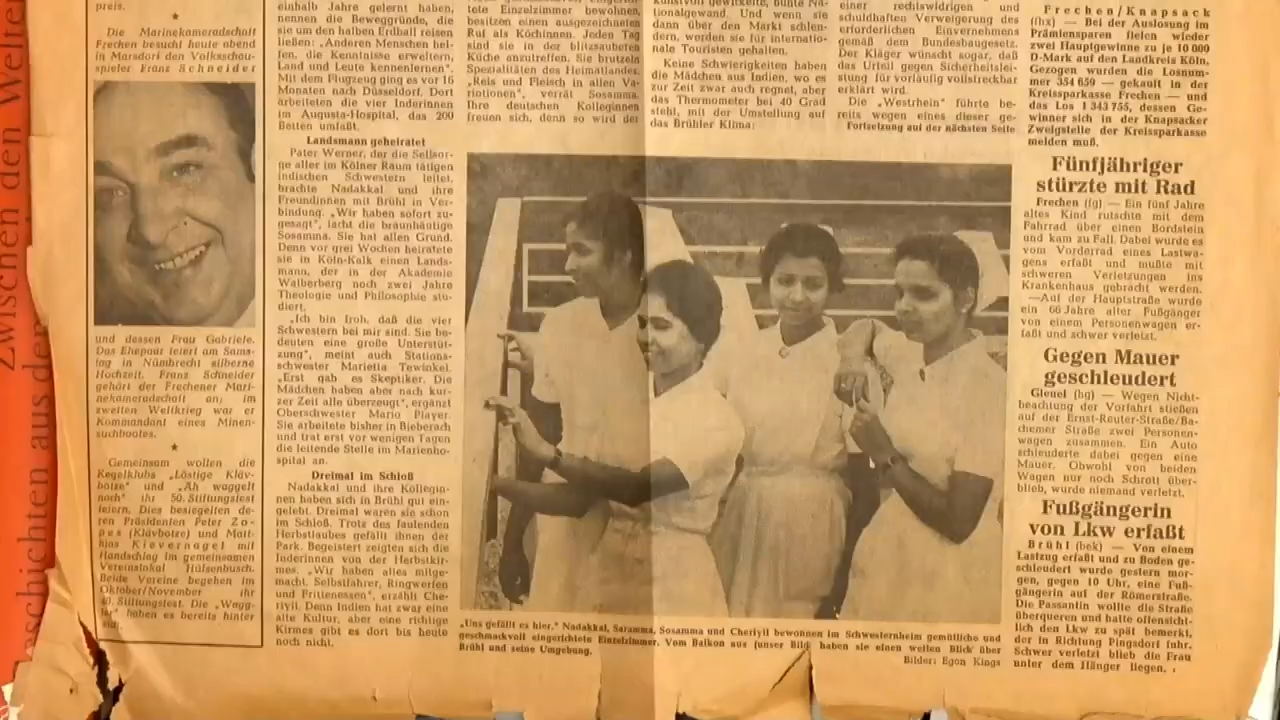 Zwischen den Welten
Geschichten aus der
preis.
★
Die Marinekameradschaft
Frechen besucht heute abend
in Marsdorf den Volksschau-
spieler Franz Schneider
und dessen Frau Gabriele.
Das Ehepaar feiert am Sams-
tag in Nümbrecht silberne
Hochzeit. Franz Schneider
gehört der Frechener Mari-
nekameradschaft an; im
zweiten Weltkrieg war er
Kommandant eines Minen-
suchbootes.
★
Gemeinsam wollen die
Kegelklubs „Löstige Kläv-
botze" und „Ah waggelt
noch" ihr 50. Stiftungsfest
feiern. Dies besiegelten de-
ren Präsidenten Peter Zo-
pes (Klävbotze) und Matt-
hias Kievernagel mit
Handschlag im gemeinsamen
Vereinslokal Hülsenbusch.
Beide Vereine begehen im
Oktober/November ihr
40. Stiftungsfest. Die „Wagg-
haben es bereits hinter
sich.
einhalb Jahre gelernt haben,
nennen die Beweggründe, die
sie um den halben Erdball reisen
ließen: „Anderen Menschen hel-
fen, die Kenntnisse erweitern,
Land und Leute kennenlernen".
Mit dem Flugzeug ging es vor 16
Monaten nach Düsseldorf. Dort
arbeiteten die vier Inderinnen
im Augusta-Hospital, das 200
Betten umfaßt.
Landsmann geheiratet
Pater Werner, der die Seelsor-
ge aller im Kölner Raum tätigen
indischen Schwestern leitet,
brachte Nadakkal und ihre
Freundinnen mit Brühl in Ver-
bindung. „Wir haben sofort zu-
gesagt", lacht die braunhäutige
Sosamma. Sie hat allen Grund.
Denn vor drei Wochen heiratete
sie in Köln-Kalk einen Lands-
mann, der in der Akademie
Walberberg noch zwei Jahre
Theologie und Philosophie stu-
diert.
„Ich bin froh, daß die vier
Schwestern bei mir sind. Sie be-
deuten eine große Unterstüt-
zung", meint auch Stations-
schwester Marietta Tewinkel.
„Erst gab es Skeptiker. Die
Mädchen haben aber nach kur-
zer Zeit alle überzeugt", ergänzt
Oberschwester Mario Player.
Sie arbeitete bisher in Bieberach
und trat erst vor wenigen Tagen
die leitende Stelle im Marienho-
spital an.
Dreimal im Schloß
Nadakkal und ihre Kollegin-
nen haben sich in Brühl gut ein-
gelebt. Dreimal waren sie schon
im Schloß. Trotz des faulenden
Herbstlaubes gefällt ihnen der
Park. Begeistert zeigten sich die
Inderinnen von der Herbstkir-
mes. „Wir haben alles mitge-
macht. Selbstfahrer, Ringwerfen
und Prittenessen", erzählt Che-
riyil. Denn Indien hat zwar eine
alte Kultur, aber eine richtige
Kirmes gibt es dort bis heute
noch nicht.
Einzelzimmer bewohnen,
besitzen einen ausgezeichneten
Ruf als Köchinnen. Jeden Tag
sind sie in der blitzsauberen
Küche anzutreffen. Sie brutzeln
Spezialitäten des Heimatlandes.
„Reis und Fleisch in allen Va-
riationen", verrät Sosamma.
Ihre deutschen Kolleginnen
freuen sich, denn so wird der
kunstvoll gewickelte, bunte Na-
tionalgewand. Und wenn sie
dann über den Markt schlen-
dern, werden sie für internatio-
nale Touristen gehalten.
Keine Schwierigkeiten haben
die Mädchen aus Indien, wo es
zur Zeit zwar auch regnet, aber
das Thermometer bei 40 Grad
steht, mit der Umstellung auf
das Brühler Klima:
einer rechtswidrigen und
schuldhaften Verweigerung des
erforderlichen Einvernehmens
gemäß dem Bundesbaugesetz.
Der Kläger wünscht sogar, daß
das Urteil gegen Sicherheitslei-
stung für vorläufig vollstreckbar
erklärt wird.
Die „Westrhein" führte be-
reits wegen eines dieser ge-
Fortsetzung auf der nächsten Seite
„Uns gefällt es hier." Nadakkal, Saramma, Sosamma und Cheriyil bewohnen im Schwesternheim gemütliche und
geschmackvoll eingerichtete Einzelzimmer. Vom Balkon aus (unser Bild) haben sie einen weiten Blick über
Brühl und seine Umgebung.
Bilder: Egon Kings
Frechen/Knapsack
(hx) — Bei der Auslosung im
Prämiensparen fielen wieder
zwei Hauptgewinne zu je 10 000
D-Mark auf den Landkreis Köln.
Gezogen wurden die Losnum-
mer 354 659 — gekauft in der
Kreissparkasse Frechen — und
das Los 1 343 755, dessen Ge-
winner sich in der Knapsacker
Zweigstelle der Kreissparkasse
melden muß.
Fünfjähriger
stürzte mit Rad
Frechen (fg) — Ein fünf Jahre
altes Kind rutschte mit dem
Fahrrad über einen Bordstein
und kam zu Fall. Dabei wurde es
vom Vorderrad eines Lastwa-
gens erfaßt und mußte mit
schweren Verletzungen ins
Krankenhaus gebracht werden.
—Auf der Hauptstraße wurde
ein 66 Jahre alter Fußgänger
von einem Personenwagen er-
faßt und schwer verletzt.
Gegen Mauer
geschleudert
Gleuel (hg) — Wegen Nicht-
beachtung der Vorfahrt stießen
auf der Ernst-Reuter-Straße/Ba-
chemer Straße zwei Personen-
wagen zusammen. Ein Auto
schleuderte dabei gegen eine
Mauer. Obwohl von beiden
Wagen nur noch Schrott über-
blieb, wurde niemand verletzt.
Fußgängerin
von Lkw erfaßt
Brühl (bek) — Von einem
Lastzug erfaßt und zu Boden ge-
schleudert wurde gestern mor-
gen, gegen 10 Uhr, eine Fuß-
gängerin auf der Römerstraße.
Die Passantin wollte die Straße
überqueren und hatte offensicht-
lich den Lkw zu spät bemerkt,
der in Richtung Pingsdorf fuhr.
Schwer verletzt blieb die Frau
unter dem Hänger liegen.